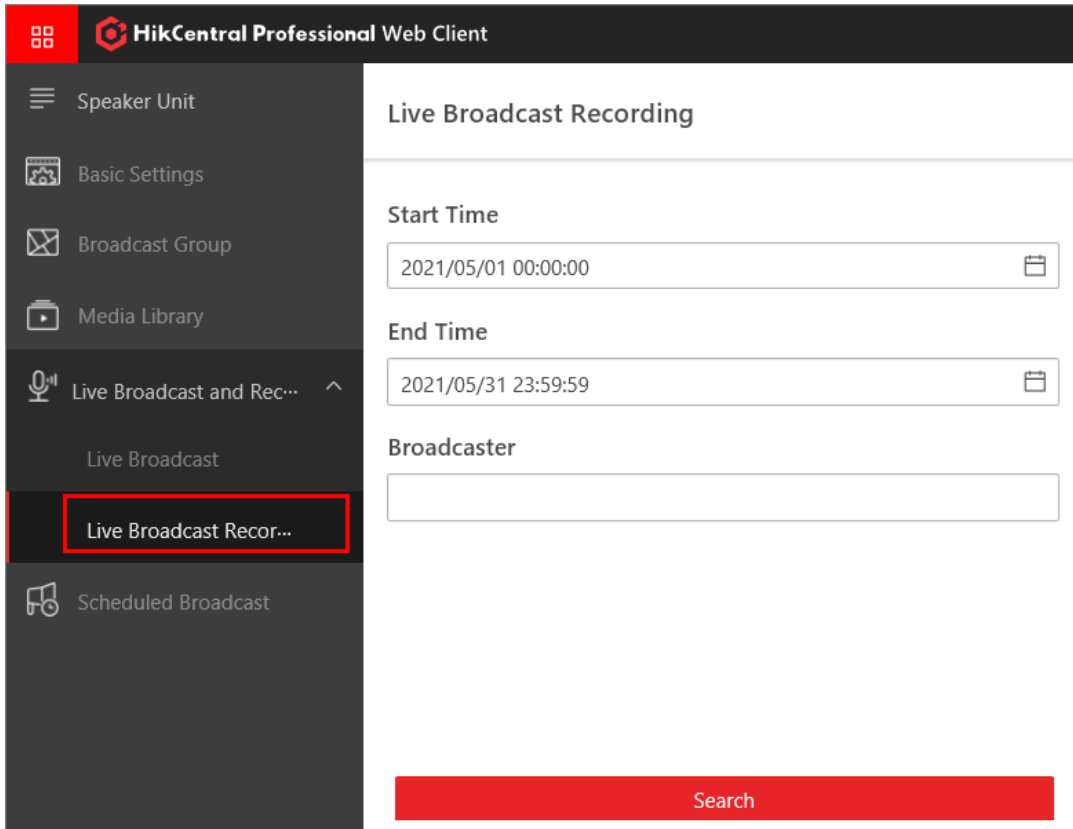 HikCentral Professional Web Client
Speaker Unit
Basic Settings
Broadcast Group
Media Library
Live Broadcast and Rec···
Live Broadcast
Live Broadcast Recor···
Scheduled Broadcast
Live Broadcast Recording
Start Time
2021/05/01 00:00:00
End Time
2021/05/31 23:59:59
Broadcaster
Search